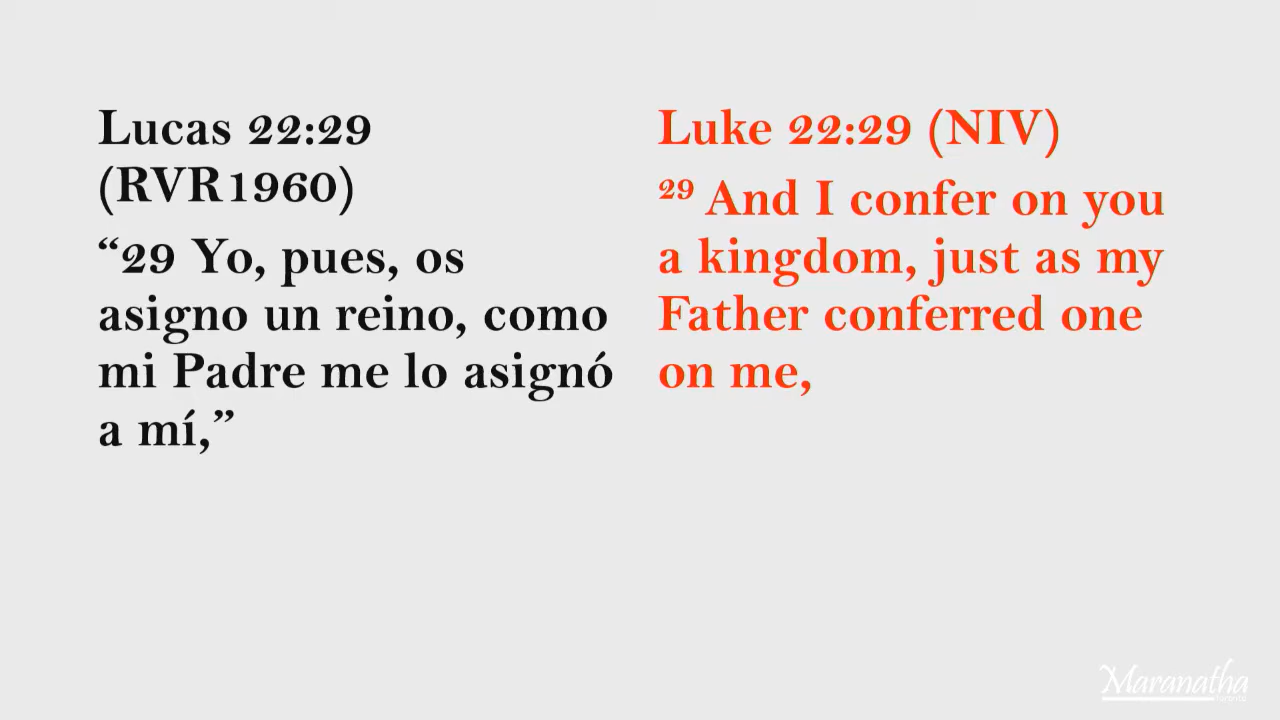 Lucas 22:29
(RVR1960)
“29 Yo, pues, os
asigno un reino, como
mi Padre me lo asignó
a mí,”
Luke 22:29 (NIV)
29 And I confer on you
a kingdom, just as my
Father conferred one
on me,
Maranatha